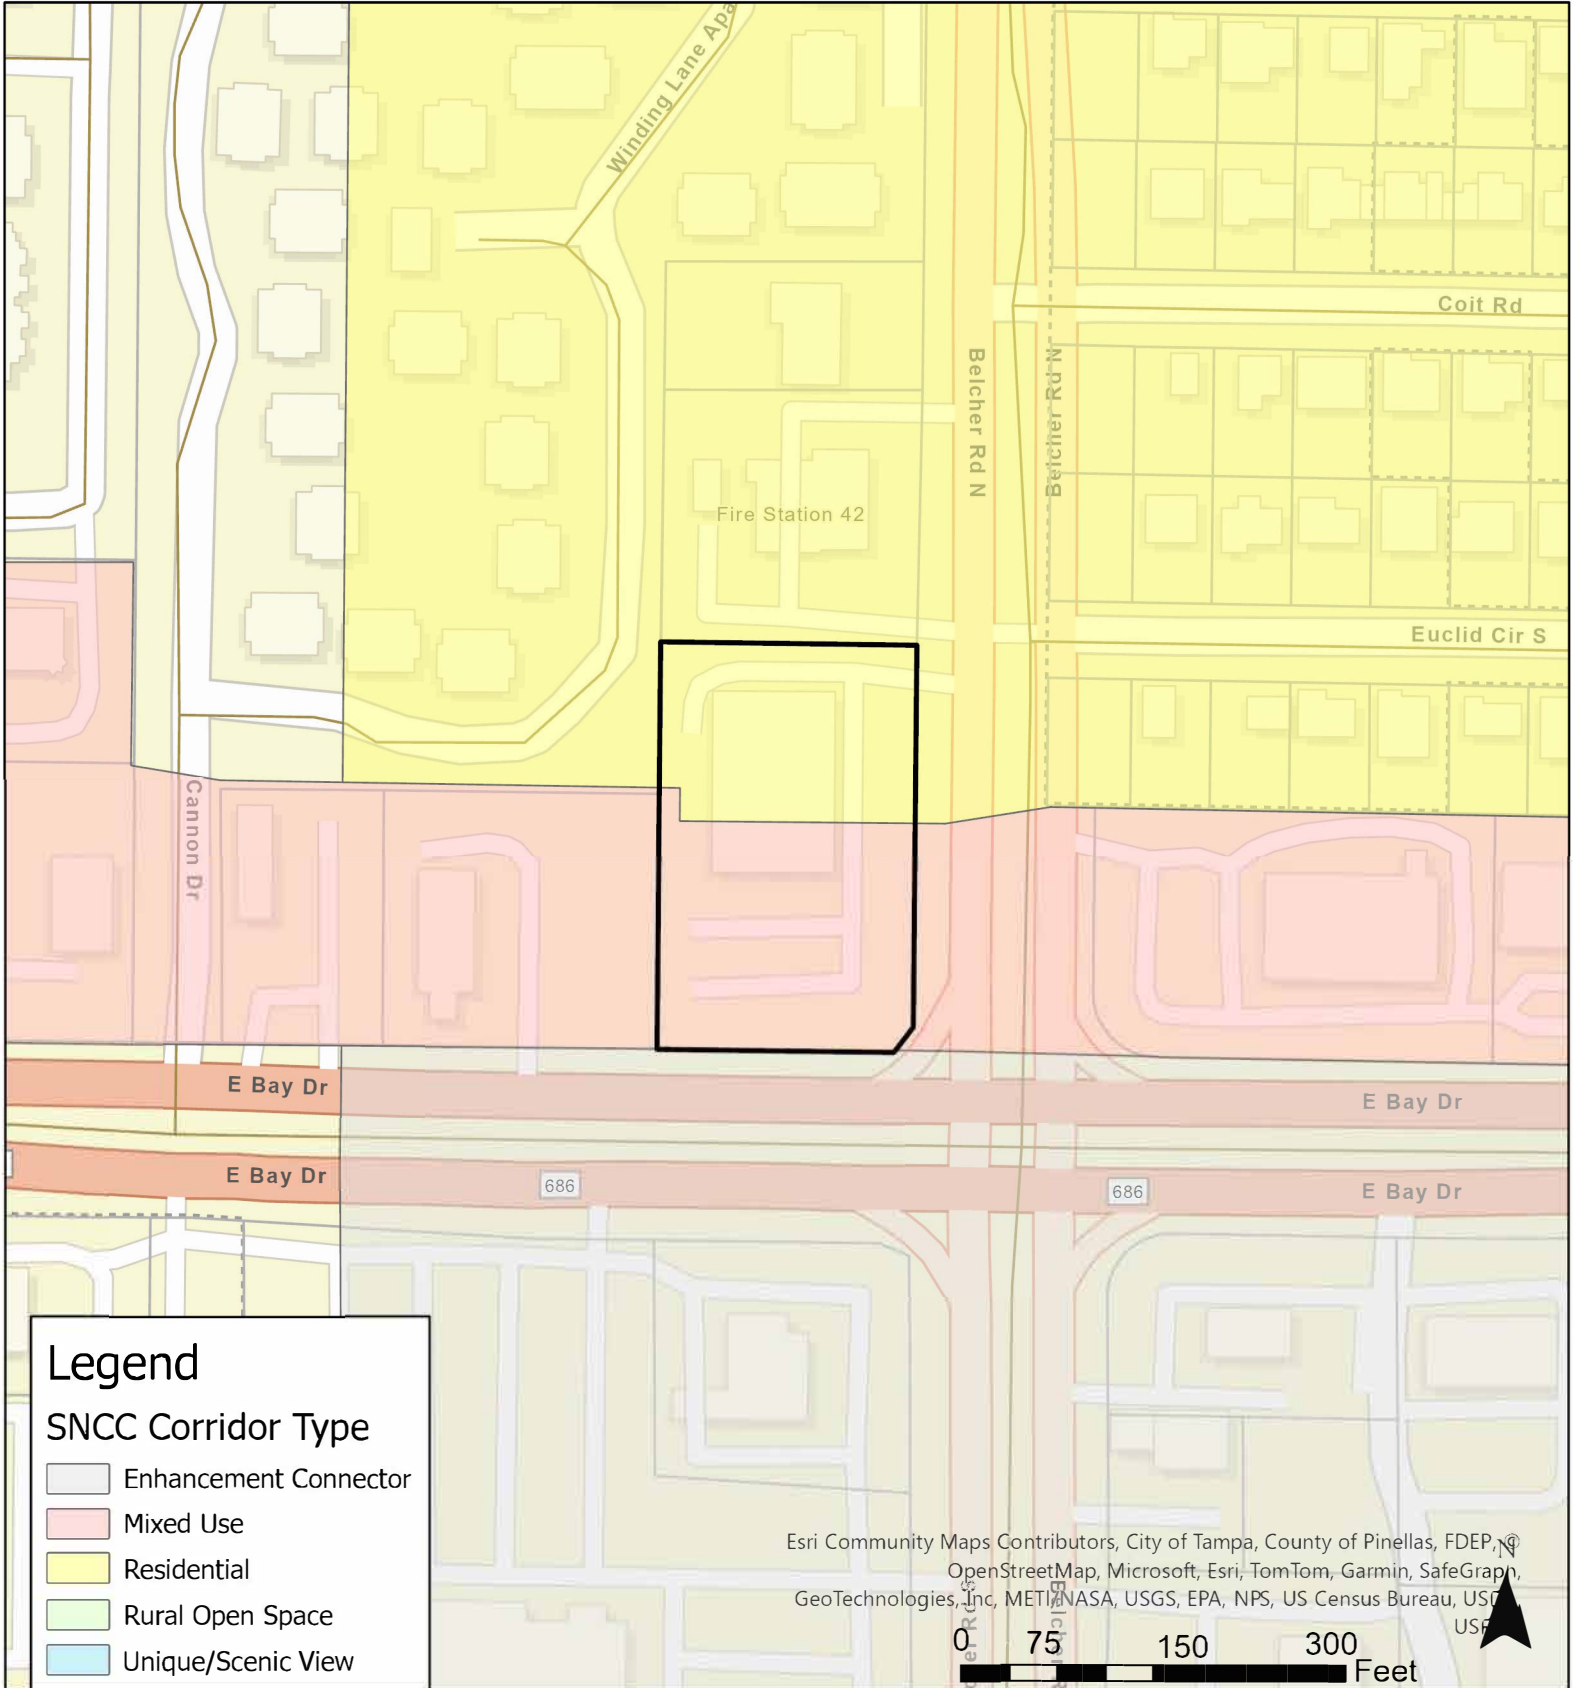 Winding Lane Apa
Coit Rd
Belcher Rd N
Belcher Rd N
Fire Station 42
Euclid Cir S
Cannon Dr
E Bay Dr
E Bay Dr
E Bay Dr
686
686
E Bay Dr
Legend
SNCC Corridor Type
Enhancement Connector
Mixed Use
Residential
Rural Open Space
Unique/Scenic View
Esri Community Maps Contributors, City of Tampa, County of Pinellas, FDEP, ©
OpenStreetMap, Microsoft, Esri, TomTom, Garmin, SafeGraph,
GeoTechnologies, Inc, METI/NASA, USGS, EPA, NPS, US Census Bureau,
N
0 75 150 300
Feet